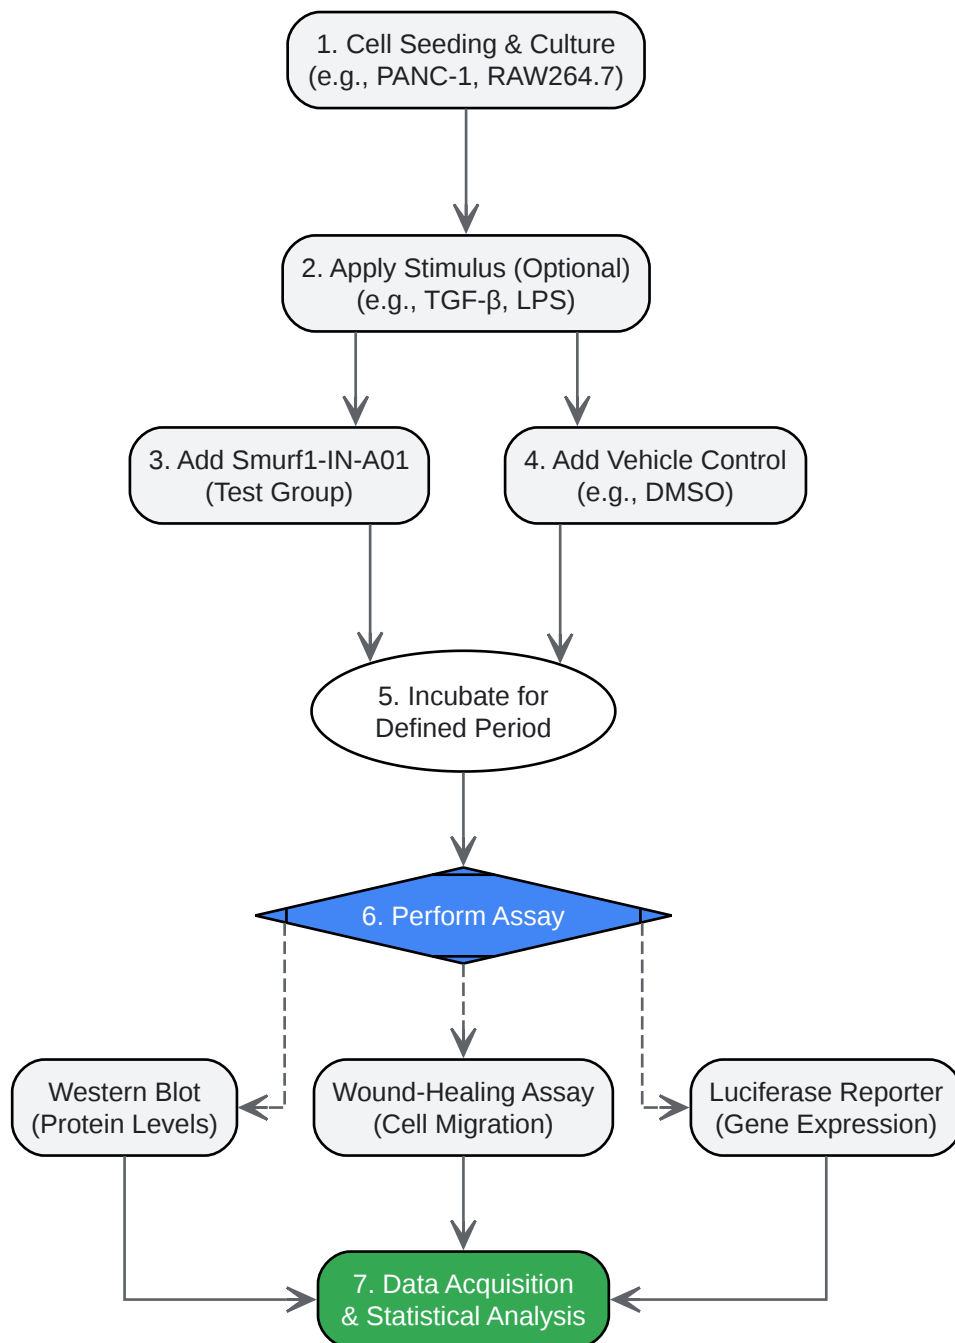 1. Cell Seeding & Culture
(e.g., PANC-1, RAW264.7)
2. Apply Stimulus (Optional)
(e.g., TGF-β, LPS)
3. Add Smurf1-IN-A01
(Test Group)
4. Add Vehicle Control
(e.g., DMSO)
5. Incubate for
Defined Period
6. Perform Assay
Western Blot
(Protein Levels)
Wound-Healing Assay
(Cell Migration)
Luciferase Reporter
(Gene Expression)
7. Data Acquisition
& Statistical Analysis